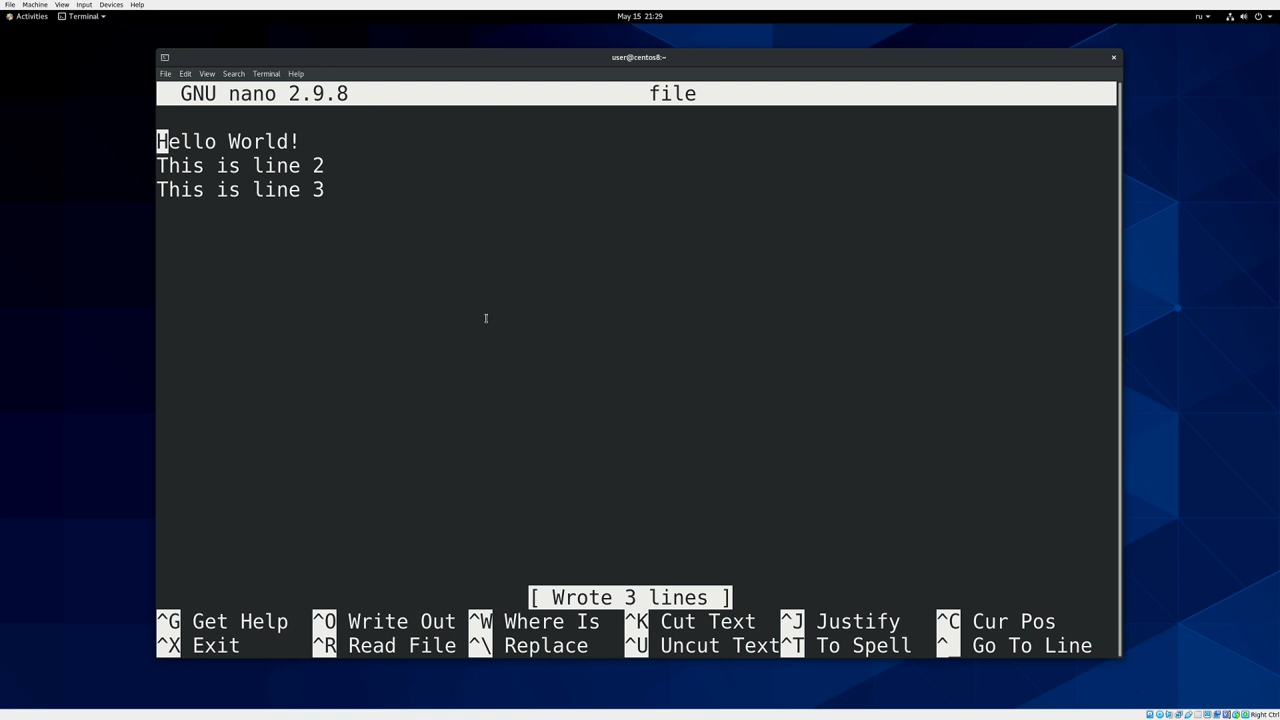 File Machine View Input Devices Help
Activities Terminal May 15 21:29 ru
user@centos8:~ ×
File Edit View Search Terminal Help
GNU nano 2.9.8 file
Hello World!
This is line 2
This is line 3
[ Wrote 3 lines ]
^G Get Help ^O Write Out ^W Where Is ^K Cut Text ^J Justify ^C Cur Pos
^X Exit ^R Read File ^\ Replace ^U Uncut Text ^T To Spell ^_ Go To Line
Right Ctrl